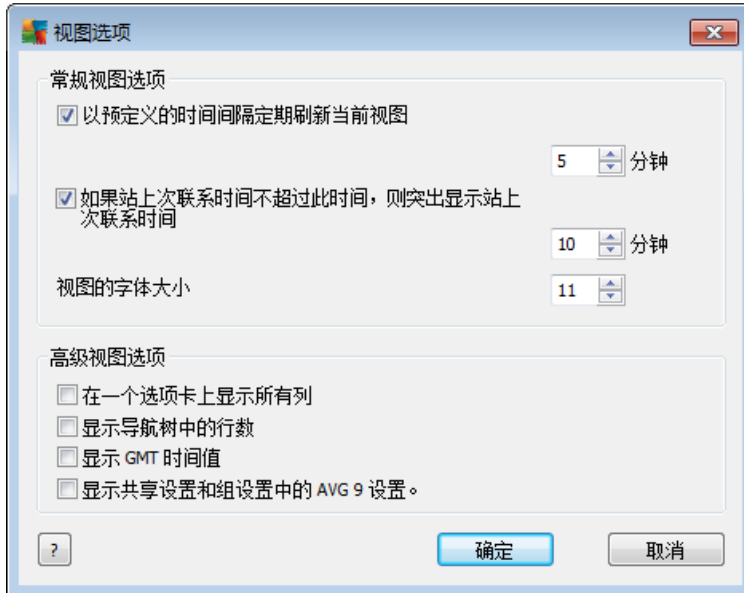 视图选项
常规视图选项
以预定义的时间间隔定期刷新当前视图
5 分钟
如果站上次联系时间不超过此时间，则突出显示站上
次联系时间
10 分钟
视图的字体大小 11
高级视图选项
在一个选项卡上显示所有列
显示导航树中的行数
显示 GMT 时间值
显示共享设置和组设置中的 AVG 9 设置。
? 确定 取消